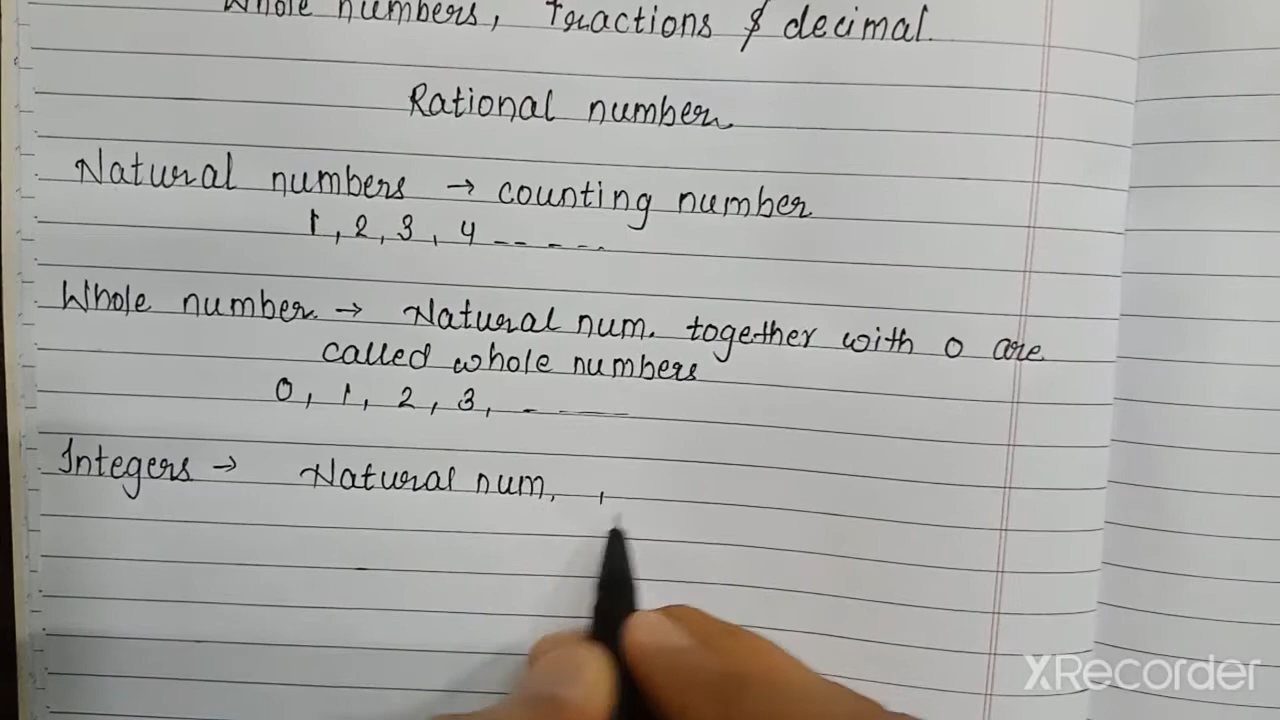 Whole numbers, Fractions & decimal.
Rational number
Natural numbers → counting number
1, 2, 3, 4 -----
Whole number → Natural num. together with 0 are
called whole numbers
0, 1, 2, 3, - ——
Integers → Natural num. ,
XRecorder